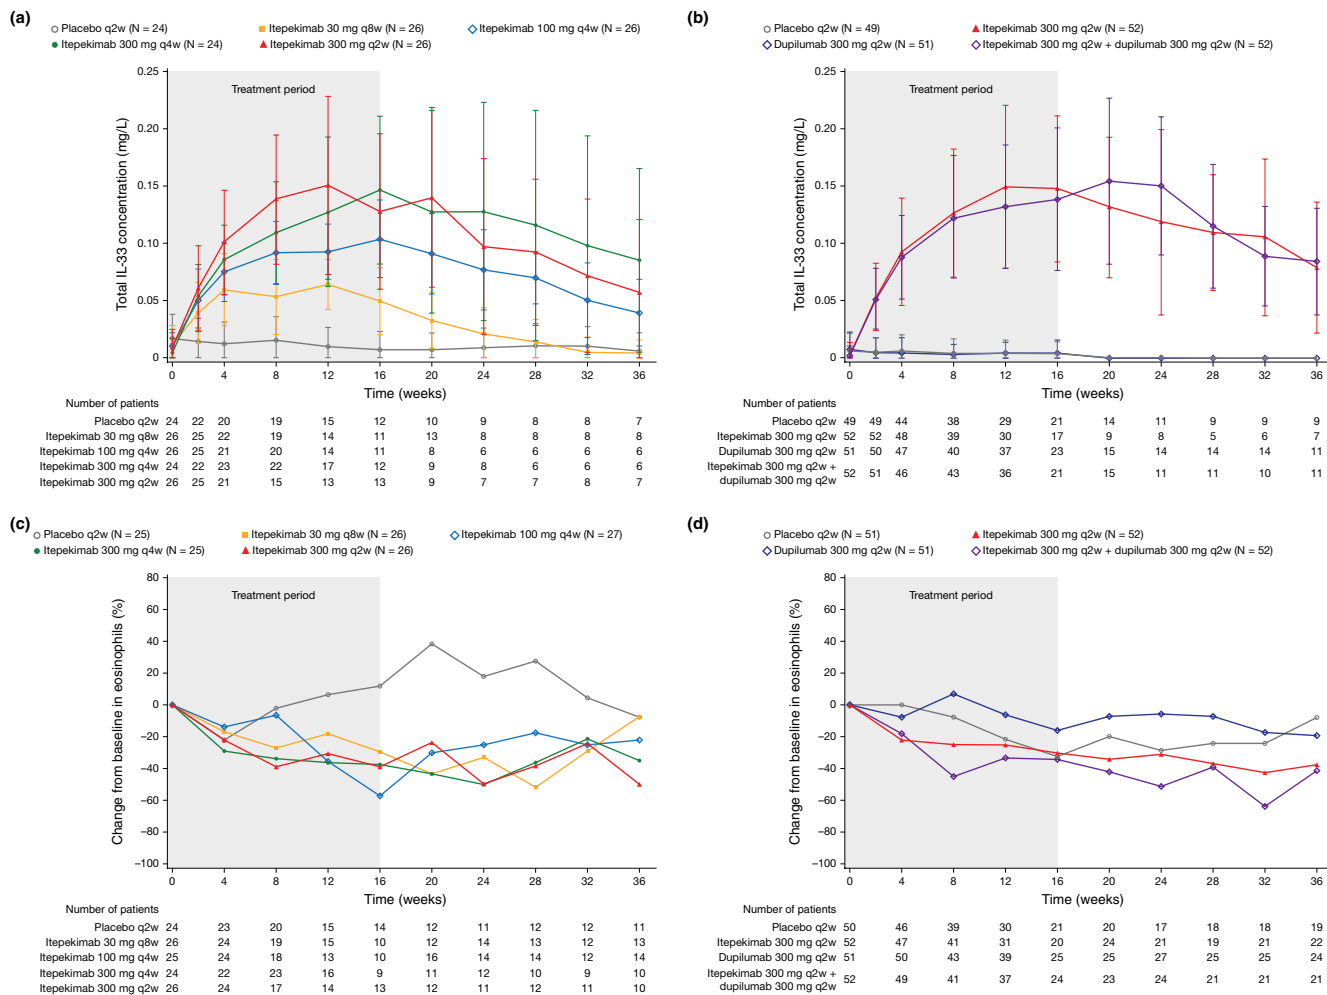 (a)
Placebo q2w (N = 24)
Itepekimab 30 mg q8w (N = 26)
Itepekimab 100 mg q4w (N = 26)
Itepekimab 300 mg q4w (N = 24)
Itepekimab 300 mg q2w (N = 26)
Total IL-33 concentration (mg/L)
0.25
0.20
0.15
0.10
0.05
0
Treatment period
0 4 8 12 16 20 24 28 32 36
Time (weeks)
Number of patients
Placebo q2w 24 22 20 19 15 12 10 9 8 8 7
Itepekimab 30 mg q8w 26 25 22 19 14 11 13 8 8 8 8
Itepekimab 100 mg q4w 26 25 21 20 14 11 8 6 6 6 6
Itepekimab 300 mg q4w 24 22 23 22 17 12 9 8 6 6 6
Itepekimab 300 mg q2w 26 25 21 15 13 13 9 7 7 8 7
(b)
Placebo q2w (N = 49)
Itepekimab 300 mg q2w (N = 52)
Dupilumab 300 mg q2w (N = 51)
Itepekimab 300 mg q2w + dupilumab 300 mg q2w (N = 52)
Total IL-33 concentration (mg/L)
0.25
0.20
0.15
0.10
0.05
0
Treatment period
0 4 8 12 16 20 24 28 32 36
Time (weeks)
Number of patients
Placebo q2w 49 49 44 38 29 21 14 11 9 9 9
Itepekimab 300 mg q2w 52 52 48 39 30 17 9 8 5 6 7
Dupilumab 300 mg q2w 51 50 47 40 37 23 15 14 14 14 11
Itepekimab 300 mg q2w +
dupilumab 300 mg q2w 52 51 46 43 36 21 15 11 11 10 11
(c)
Placebo q2w (N = 25)
Itepekimab 30 mg q8w (N = 26)
Itepekimab 100 mg q4w (N = 27)
Itepekimab 300 mg q4w (N = 25)
Itepekimab 300 mg q2w (N = 26)
Change from baseline in eosinophils (%)
80
60
40
20
0
−20
−40
−60
−80
−100
Treatment period
0 4 8 12 16 20 24 28 32 36
Time (weeks)
Number of patients
Placebo q2w 24 23 20 15 14 12 11 12 12 11
Itepekimab 30 mg q8w 26 24 19 15 10 12 14 13 12 13
Itepekimab 100 mg q4w 25 24 18 13 10 16 14 14 12 14
Itepekimab 300 mg q4w 24 22 23 16 9 11 12 10 9 10
Itepekimab 300 mg q2w 26 24 17 14 13 12 11 12 11 10
(d)
Placebo q2w (N = 51)
Itepekimab 300 mg q2w (N = 52)
Dupilumab 300 mg q2w (N = 51)
Itepekimab 300 mg q2w + dupilumab 300 mg q2w (N = 52)
Change from baseline in eosinophils (%)
80
60
40
20
0
−20
−40
−60
−80
−100
Treatment period
0 4 8 12 16 20 24 28 32 36
Time (weeks)
Number of patients
Placebo q2w 50 46 39 30 21 20 17 18 18 19
Itepekimab 300 mg q2w 52 47 41 31 20 24 21 19 21 22
Dupilumab 300 mg q2w 51 50 43 39 25 25 27 25 25 24
Itepekimab 300 mg q2w +
dupilumab 300 mg q2w 52 49 41 37 24 23 24 21 21 21